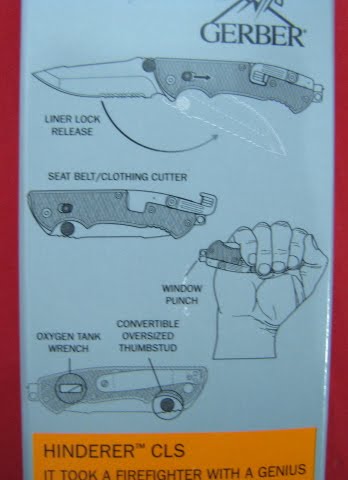 GERBER®
LINER LOCK
RELEASE
SEAT BELT/CLOTHING CUTTER
WINDOW
PUNCH
OXYGEN TANK
WRENCH
CONVERTIBLE
OVERSIZED
THUMBSTUD
HINDERER™ CLS
IT TOOK A FIREFIGHTER WITH A GENIUS